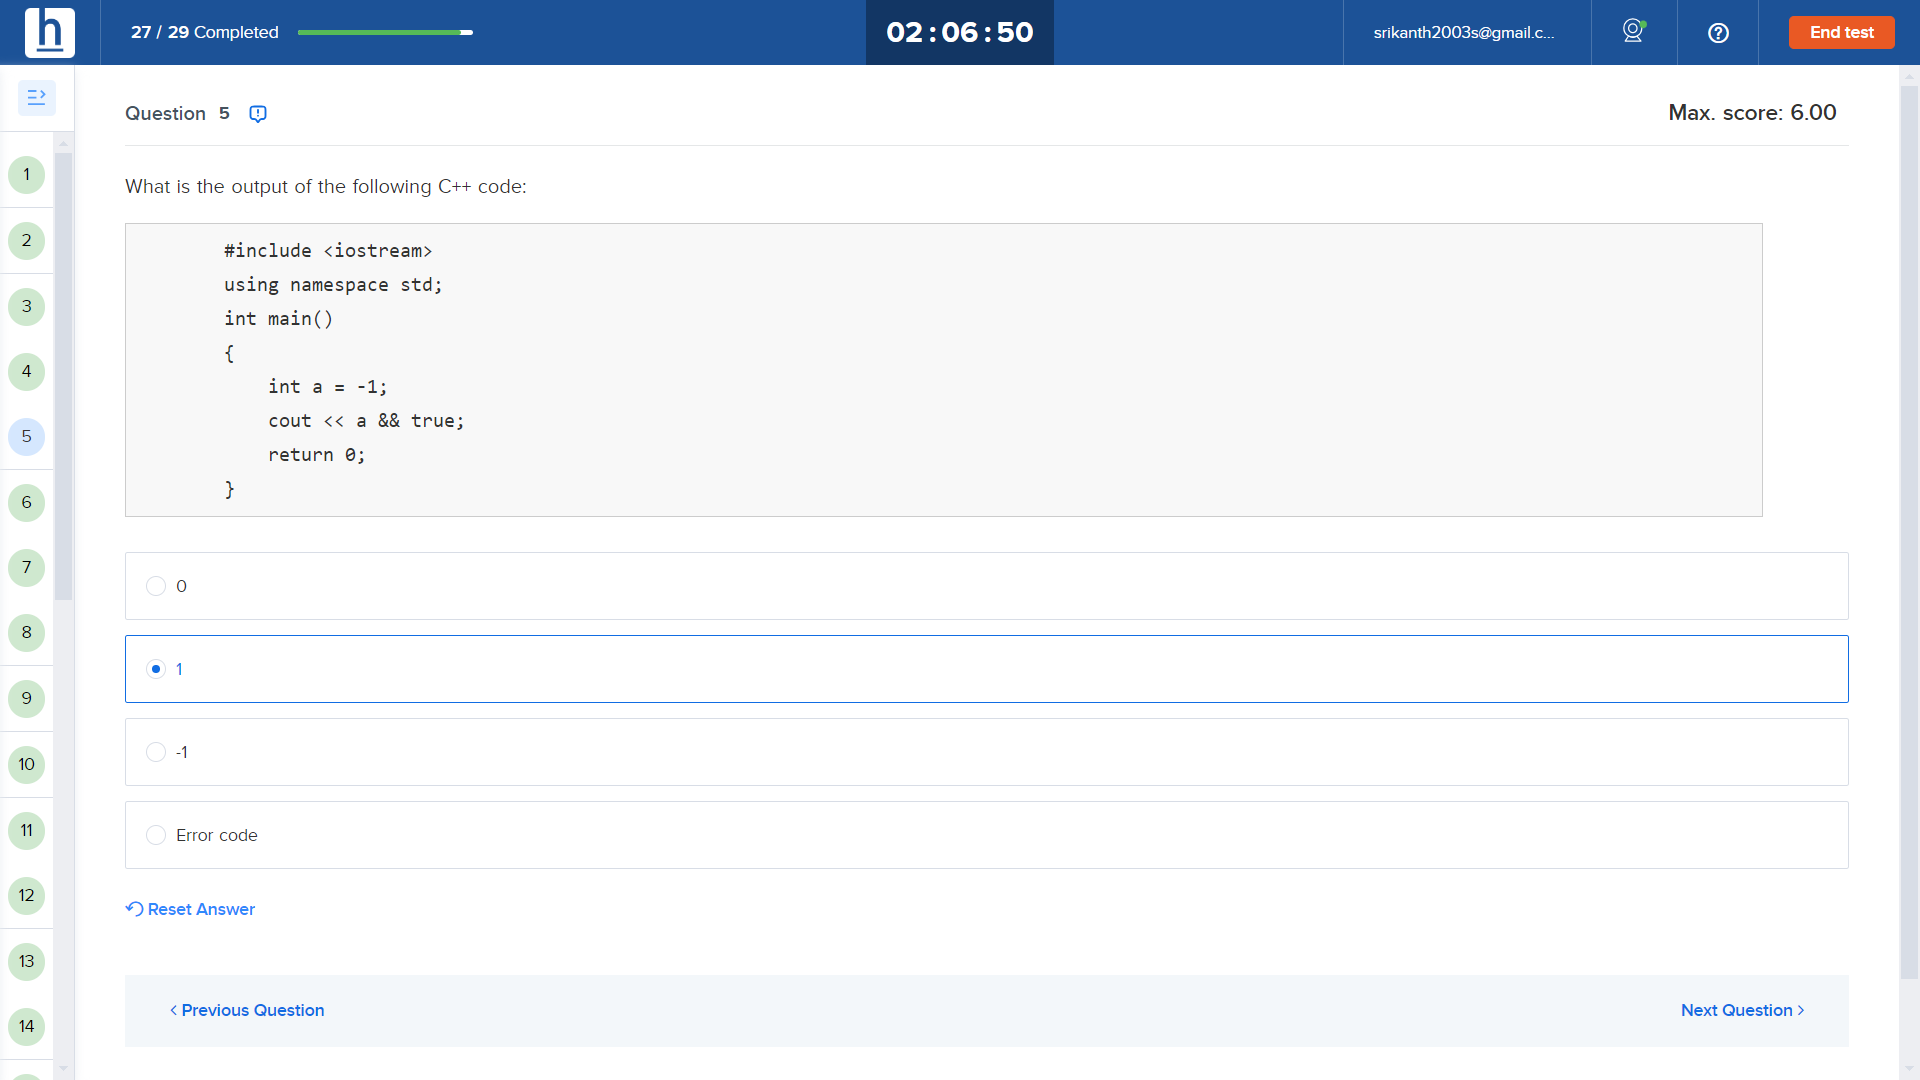 h
27 / 29 Completed
02 : 06 : 50
srikanth2003s@gmail.c...
End test
Question 5
Max. score: 6.00
What is the output of the following C++ code:
#include <iostream>
using namespace std;
int main()
{
    int a = -1;
    cout << a && true;
    return 0;
}
0
1
-1
Error code
Reset Answer
< Previous Question
Next Question >
1
2
3
4
5
6
7
8
9
10
11
12
13
14